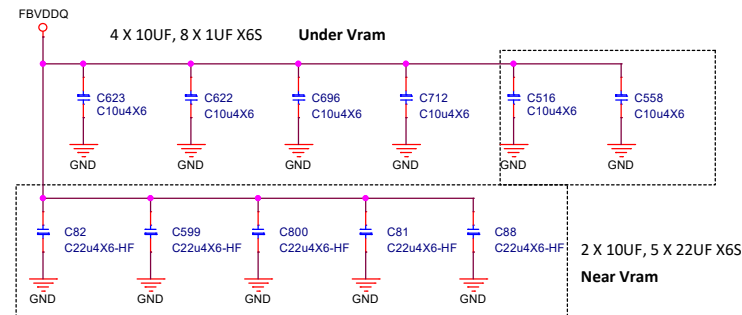 FBVDDQ
4 X 10UF, 8 X 1UF X6S Under Vram
C623 C622 C696 C712 C516 C558
C10u4X6 C10u4X6 C10u4X6 C10u4X6 C10u4X6 C10u4X6
GND GND GND GND GND GND
C82 C599 C800 C81 C88
C22u4X6-HF C22u4X6-HF C22u4X6-HF C22u4X6-HF C22u4X6-HF
2 X 10UF, 5 X 22UF X6S
Near Vram
GND GND GND GND GND